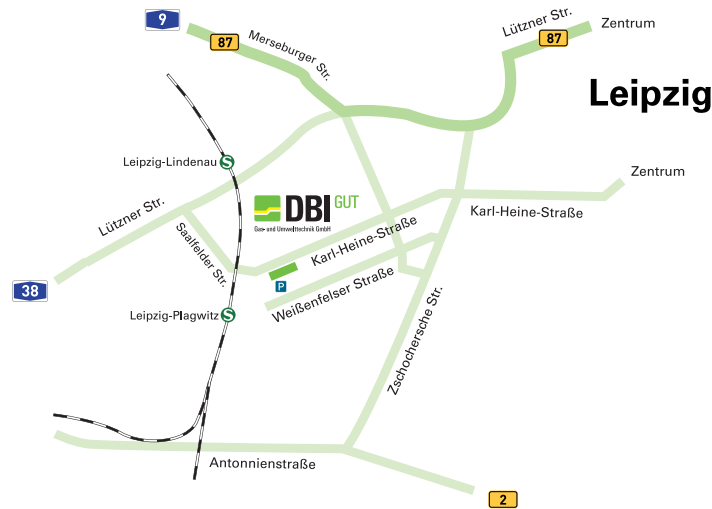 9
87
Merseburger Str.
Lützner Str.
87
Zentrum
Leipzig
Leipzig-Lindenau
S
Zentrum
DBI GUT
Gas- und Umwelttechnik GmbH
Lützner Str.
Karl-Heine-Straße
Saalfelder Str.
Karl-Heine-Straße
38
P
Weißenfelser Straße
Leipzig-Plagwitz
S
Zschochersche Str.
Antonnienstraße
2